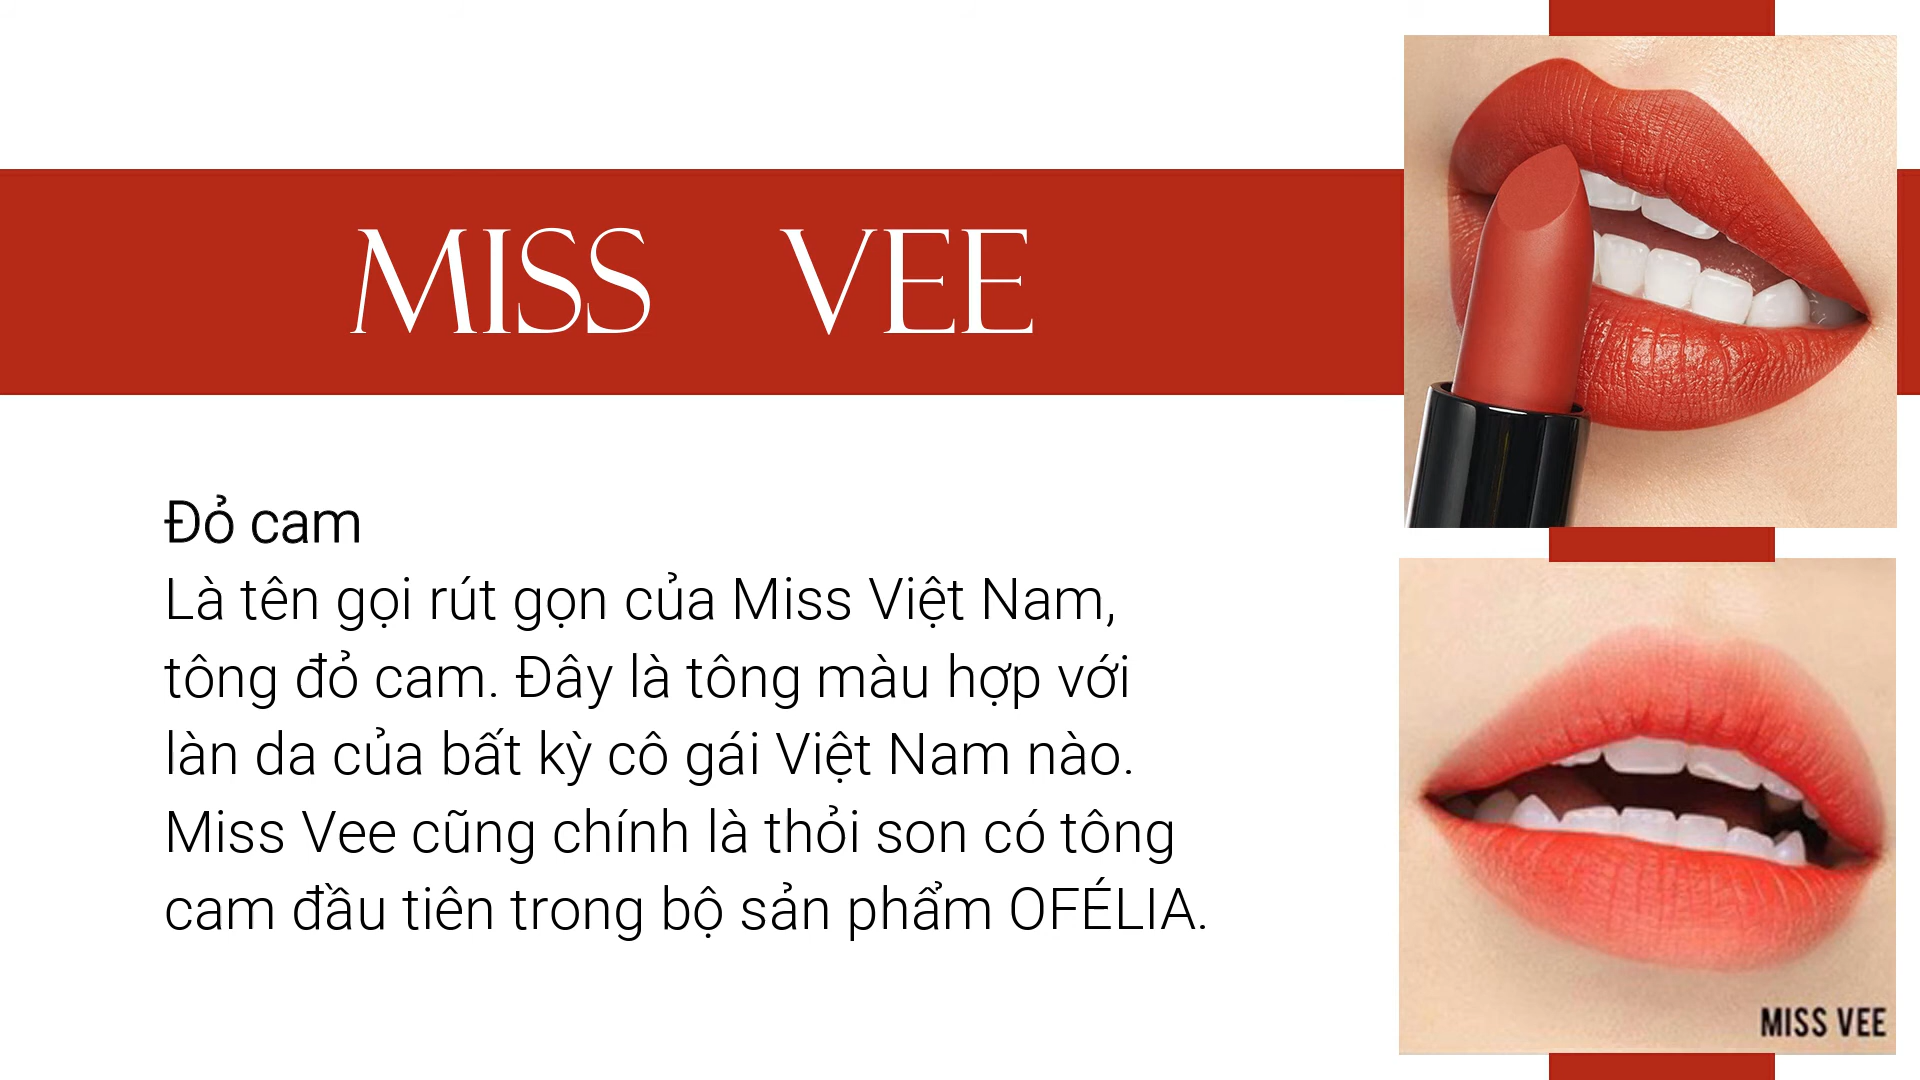 MISS VEE
Đỏ cam
Là tên gọi rút gọn của Miss Việt Nam,
tông đỏ cam. Đây là tông màu hợp với
làn da của bất kỳ cô gái Việt Nam nào.
Miss Vee cũng chính là thỏi son có tông
cam đầu tiên trong bộ sản phẩm OFÉLIA.
MISS VEE